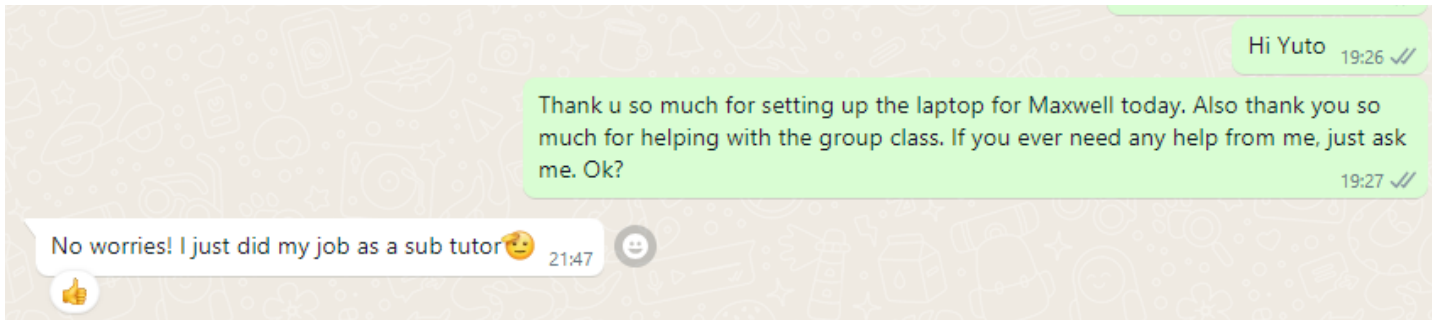 Hi Yuto 19:26
Thank u so much for setting up the laptop for Maxwell today. Also thank you so
much for helping with the group class. If you ever need any help from me, just ask
me. Ok?
19:27
No worries! I just did my job as a sub tutor🫡 21:47
👍